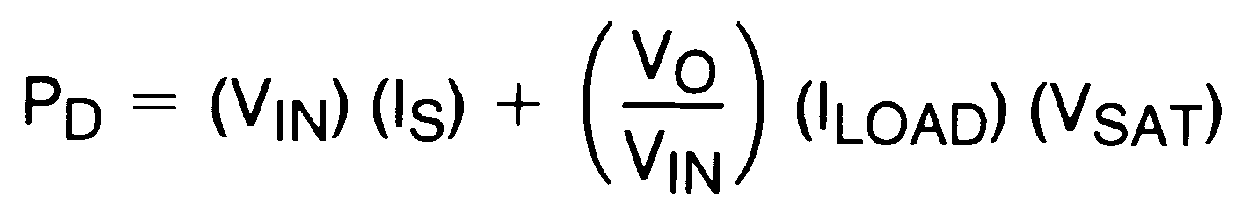 P_D = (V_IN) (I_S) + (V_O / V_IN) (I_LOAD) (V_SAT)